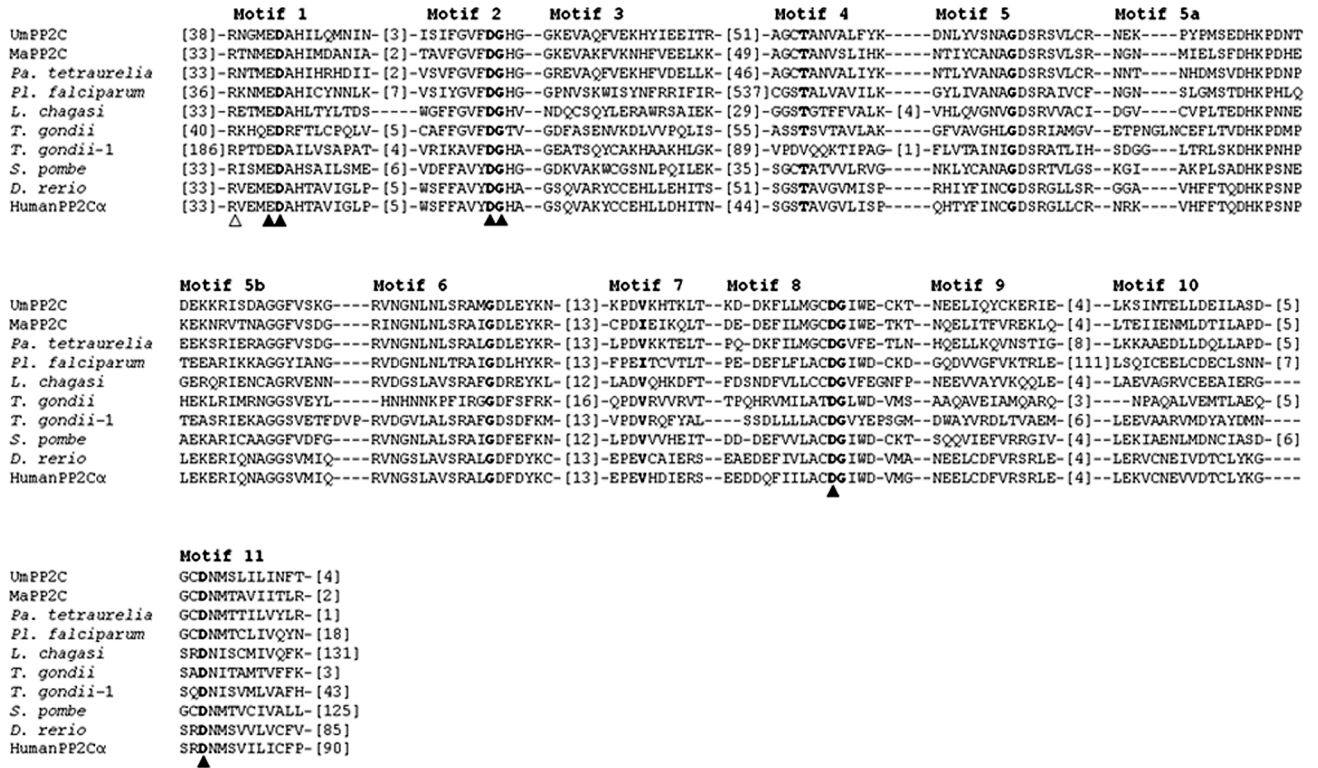 Motif 1 Motif 2 Motif 3 Motif 4 Motif 5 Motif 5a
UmPP2C [38]-RNGMEDAHILQMNIN-[3]-ISIFGVFDGHG--GKEVAQFVEKHYIEEITR-[51]-AGCTANVALFYK----DNLYVSNAGDSRSVLCR--NEK----PYPMSEDHKPDNT
MaPP2C [33]-RNTMEDAHIMDANIA-[2]-TAVFGVFDGHG--GKEVAKFVNKHFVEELKK-[49]-AGCTANVSLIHK----NTIYCANAGDSRSVLSR--NGN----MIELSFDHKPDHE
Pa. tetraurelia [33]-RNTMEDAHIHRHDII-[2]-VSVFGVFDGHG--GREVAQFVEKHFVDELLK-[46]-AGCTANVALIYK----NTLYVANAGDSRSVLCR--NNT----NHDMSVDHKPDNP
Pl. falciparum [36]-RKNMEDAHICYNNLK-[7]-VSIYGVFDGHG--GPNVSKWISYNFRRIFIR-[537]CGSTALVAVILK----GYLIVANAGDSRAIVCF--NGN----SLGMSTDHKPHLQ
L. chagasi [33]-RETMEDAHLTYLTDS-----WGFFGVFDGHV--NDQCSQYLERAWRSAIEK-[29]-GGSTGTFFVALK-[4]-VHLQVGNVGDSRVVACI--DGV----CVPLTEDHKPNNE
T. gondii [40]-RKHQEDRFTLCPQLV-[5]-CAFFGVFDGTV--GDFASENVKDLVVPQLIS-[55]-ASSTSVTAVLAK----GFVAVGHLGDSRIAMGV--ETPNGLNCEFLTVDHKPDMP
T. gondii-1 [186]RPTDEDAILVSAPAT-[4]-VRIKAVFDGHA--GEATSQYCAKHAAKHLGK-[89]-VPDVQQKTIPAG-[1]-FLVTAINIGDSRATLIH--SDGG---LTRLSKDHKPNHP
S. pombe [33]-RISMEDAHSAILSME-[6]-VDFFAVYDGHG--GDKVAKWCGSNLPQILEK-[35]-SGCTATVVLRVG----NKLYCANAGDSRTVLGS--KGI----AKPLSADHKPSNE
D. rerio [33]-RVEMEDAHTAVIGLP-[5]-WSFFAVYDGHA--GSQVARYCCEHLLEHITS-[51]-SGSTAVGVMISP----RHIYFINCGDSRGLLSR--GGA----VHFFTQDHKPSNP
HumanPP2Cα [33]-RVEMEDAHTAVIGLP-[5]-WSFFAVYDGHA--GSQVAKYCCEHLLDHITN-[44]-SGSTAVGVLISP----QHTYFINCGDSRGLLCR--NRK----VHFFTQDHKPSNP
Motif 5b Motif 6 Motif 7 Motif 8 Motif 9 Motif 10
UmPP2C DEKKRISDAGGFVSKG----RVNGNLNLSRAMGDLEYKN-[13]-KPDVKHTKLT--KD-DKFLLMGCDGIWE-CKT--NEELIQYCKERIE-[4]--LKSINTELLDEILASD-[5]
MaPP2C KEKNRVTNAGGFVSDG----RINGNLNLSRAIGDLEYKR-[13]-CPDIEIKQLT--DE-DEFILMGCDGIWE-TKT--NQELITFVREKLQ-[4]--LTEIIENMLDTILAPD-[5]
Pa. tetraurelia EEKSRIERAGGFVSDG----RVNGNLNLSRALGDLEYKR-[13]-LPDVKKTELT--PQ-DKFILMGCDGVFE-TLN--HQELLKQVNSTIG-[8]--LKKAAEDLLDQLLAPD-[5]
Pl. falciparum TEEARIKKAGGYIANG----RVDGNLNLTRAIGDLHYKR-[13]-FPEITCVTLT--PE-DEFLFLACDGIWD-CKD--GQDVVGFVKTRLE-[111]LSQICEELCDECLSNN-[7]
L. chagasi GERQRIENCAGRVENN----RVDGSLAVSRAFGDREYKL-[12]-LADVQHKDFT--FDSNDFVLLCCDGVFEGNFP--NEEVVAYVKQQLE-[4]--LAEVAGRVCEEAIERG----
T. gondii HEKLRIMRNGGSVEYL----HNHNNKPFIRGGDFSFRK-[16]-QPDVRVVRVT--TPQHRVMILATDGLWD-VMS--AAQAVEIAMQARQ-[3]----NPAQALVEMTLAEQ-[5]
T. gondii-1 TEASRIEKAGGSVETFDVP-RVDGVLALSRAFGDSDFKM-[13]-VPDVRQFYAL----SSDLLLLACDGVYEPSGM--DWAYVRDLTVAEM-[6]--LEEVAARVMDYAYDMN----
S. pombe AEKARICAAGGFVDFG----RVNGNLALSRAIGDFEFKN-[12]-LPDVVVHEIT--DD-DEFVVLACDGIWD-CKT--SQQVIEFVRRGIV-[4]--LEKIAENLMDNCIASD-[6]
D. rerio LEKERIQNAGGSVMIQ----RVNGSLAVSRALGDFDYKC-[13]-EPEVCAIERS--EAEDEFIVLACDGIWD-VMA--NEELCDFVRSRLE-[4]--LERVCNEIVDTCLYKG----
HumanPP2Cα LEKERIQNAGGSVMIQ----RVNGSLAVSRALGDFDYKC-[13]-EPEVHDIERS--EEDDQFIILACDGIWD-VMG--NEELCDFVRSRLE-[4]--LEKVCNEVVDTCLYKG----
Motif 11
UmPP2C GCDNMSLILINFT-[4]
MaPP2C GCDNMTAVIITLR-[2]
Pa. tetraurelia GCDNMTTILVYLR-[1]
Pl. falciparum GCDNMTCLIVQYN-[18]
L. chagasi SRDNISCMIVQFK-[131]
T. gondii SADNITAMTVFFK-[3]
T. gondii-1 SQDNISVMLVAFH-[43]
S. pombe GCDNMTVCIVALL-[125]
D. rerio SRDNMSVVLVCFV-[85]
HumanPP2Cα SRDNMSVILICFP-[90]